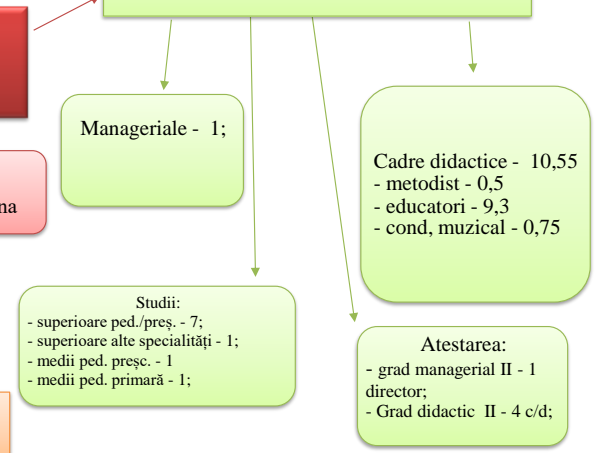 Manageriale - 1;
Cadre didactice - 10,55
- metodist - 0,5
- educatori - 9,3
- cond, muzical - 0,75
na
Studii:
- superioare ped./preș. - 7;
- superioare alte specialități - 1;
- medii ped. preșc. - 1
- medii ped. primară - 1;
Atestarea:
- grad managerial II - 1
director;
- Grad didactic II - 4 c/d;